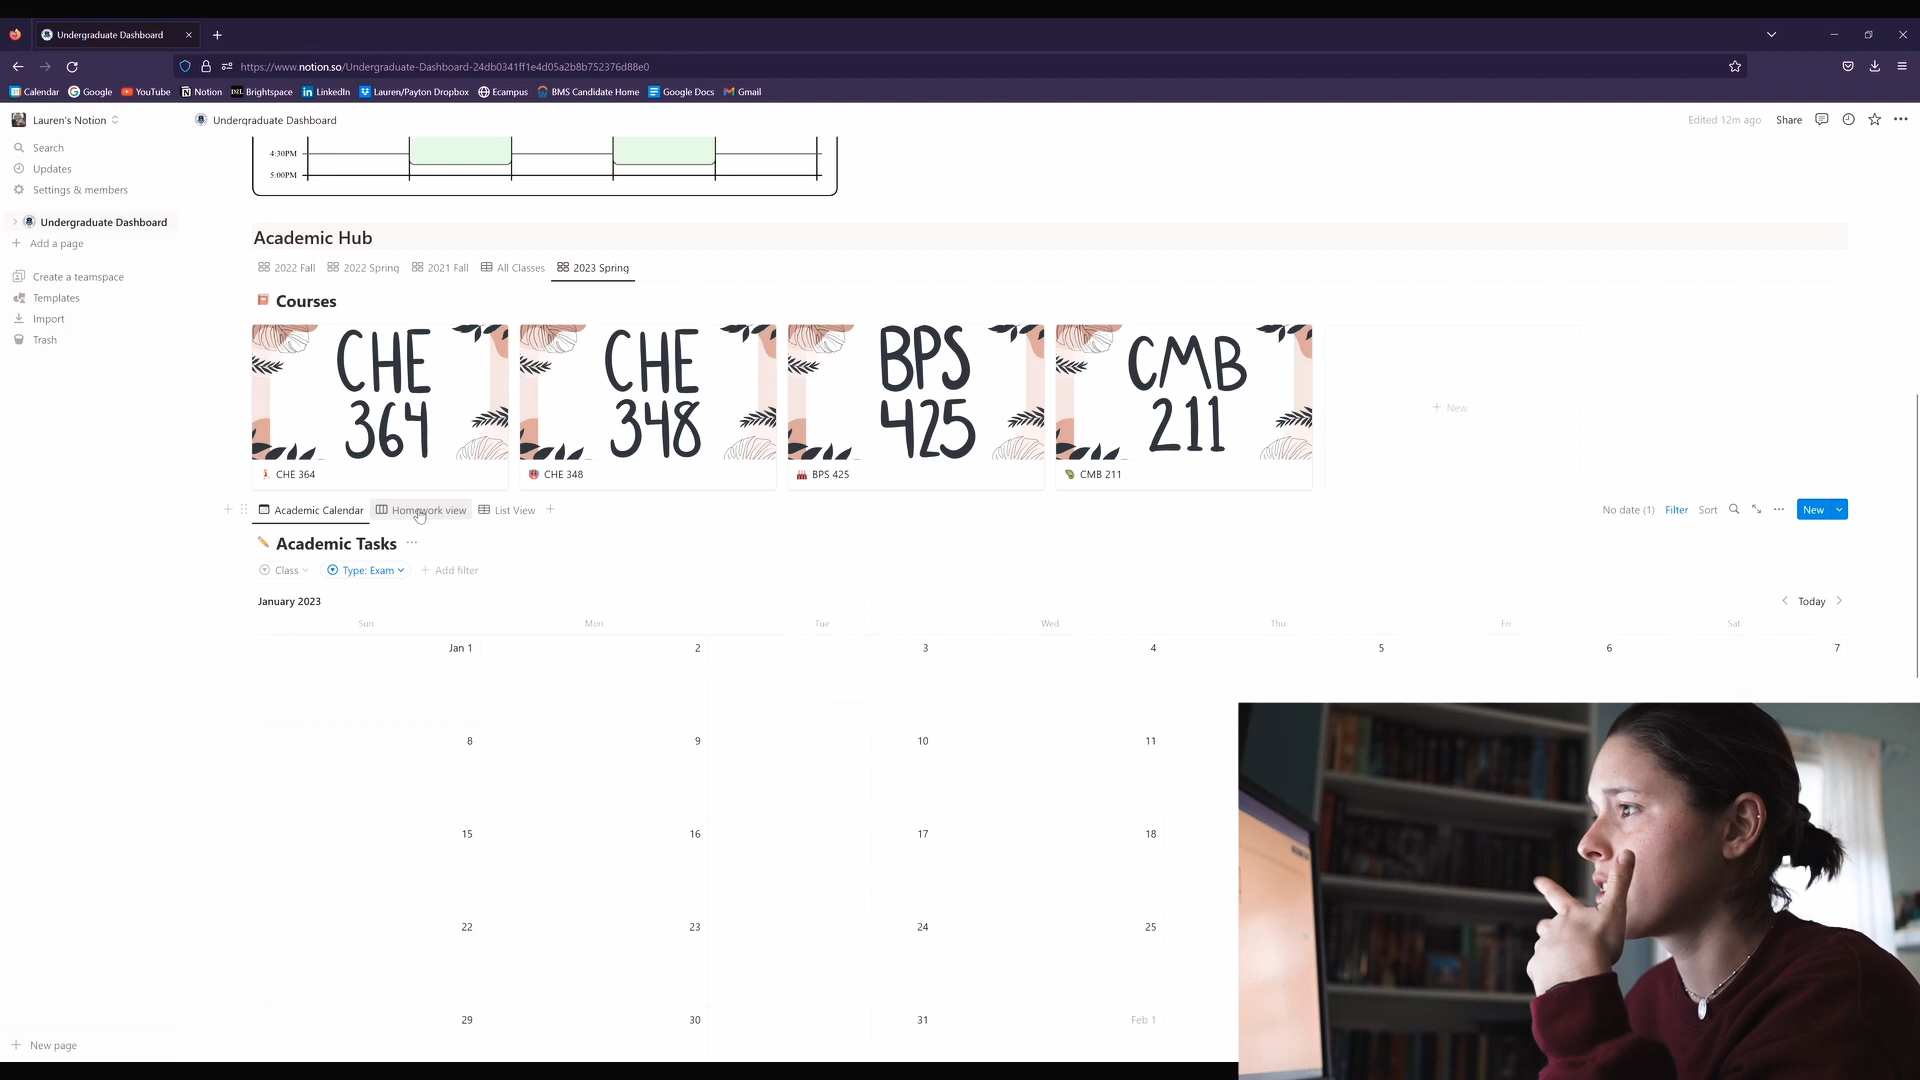 Undergraduate Dashboard
https://www.notion.so/Undergraduate-Dashboard-24db0341ff1e4d05a2b8b752376d88e0
Calendar Google YouTube Notion D2L Brightspace LinkedIn Lauren/Payton Dropbox Ecampus BMS Candidate Home Google Docs Gmail
Lauren's Notion
Undergraduate Dashboard
Edited 12m ago Share
Search
Updates
Settings & members
Undergraduate Dashboard
Add a page
Create a teamspace
Templates
Import
Trash
New page
4:30PM
5:00PM
Academic Hub
2022 Fall 2022 Spring 2021 Fall All Classes 2023 Spring
Courses
CHE 
364
CHE 
348
BPS 
425
CMB 
211
New
CHE 364 CHE 348 BPS 425 CMB 211
Academic Calendar Homework view List View
No date (1) Filter Sort New
Academic Tasks
Class Type: Exam Add filter
January 2023 Today
Sun Mon Tue Wed Thu Fri Sat
Jan 1 2 3 4 5 6 7
8 9 10 11
15 16 17 18
22 23 24 25
29 30 31 Feb 1